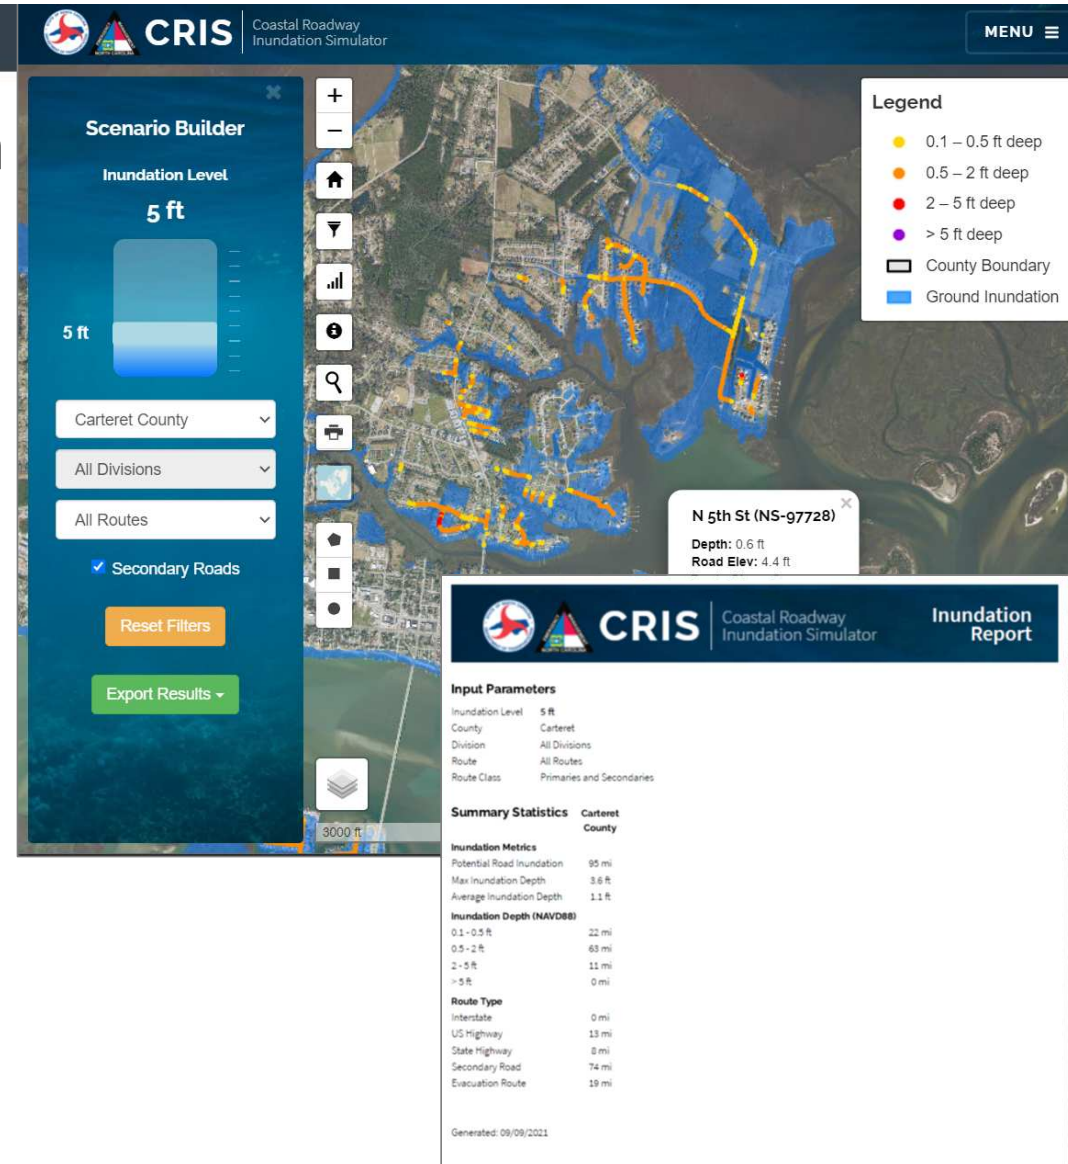 CRIS
Coastal Roadway
Inundation Simulator
MENU
Scenario Builder
Inundation Level
5 ft
5 ft
Carteret County
All Divisions
All Routes
Secondary Roads
Reset Filters
Export Results
+
−
3000 ft
Legend
0.1 – 0.5 ft deep
0.5 – 2 ft deep
2 – 5 ft deep
> 5 ft deep
County Boundary
Ground Inundation
N 5th St (NS-97728)
Depth: 0.6 ft
Road Elev: 4.4 ft
CRIS
Coastal Roadway
Inundation Simulator
Inundation
Report
Input Parameters
Inundation Level 5 ft
County Carteret
Division All Divisions
Route All Routes
Route Class Primaries and Secondaries
Summary Statistics Carteret
County
Inundation Metrics
Potential Road Inundation 95 mi
Max Inundation Depth 3.6 ft
Average Inundation Depth 1.1 ft
Inundation Depth (NAVD88)
0.1 - 0.5 ft 22 mi
0.5 - 2 ft 63 mi
2 - 5 ft 11 mi
> 5 ft 0 mi
Route Type
Interstate 0 mi
US Highway 13 mi
State Highway 8 mi
Secondary Road 74 mi
Evacuation Route 19 mi
Generated: 09/09/2021